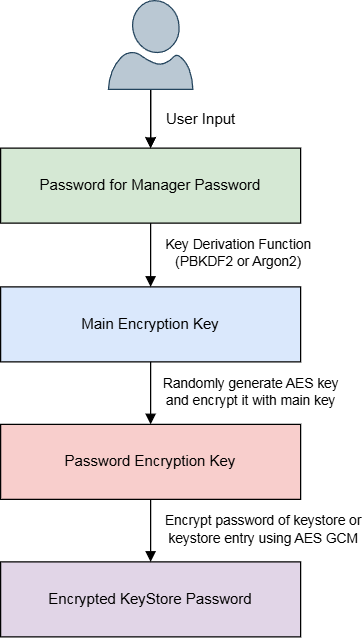 User Input
Password for Manager Password
Key Derivation Function
(PBKDF2 or Argon2)
Main Encryption Key
Randomly generate AES key
and encrypt it with main key
Password Encryption Key
Encrypt password of keystore or
keystore entry using AES GCM
Encrypted KeyStore Password